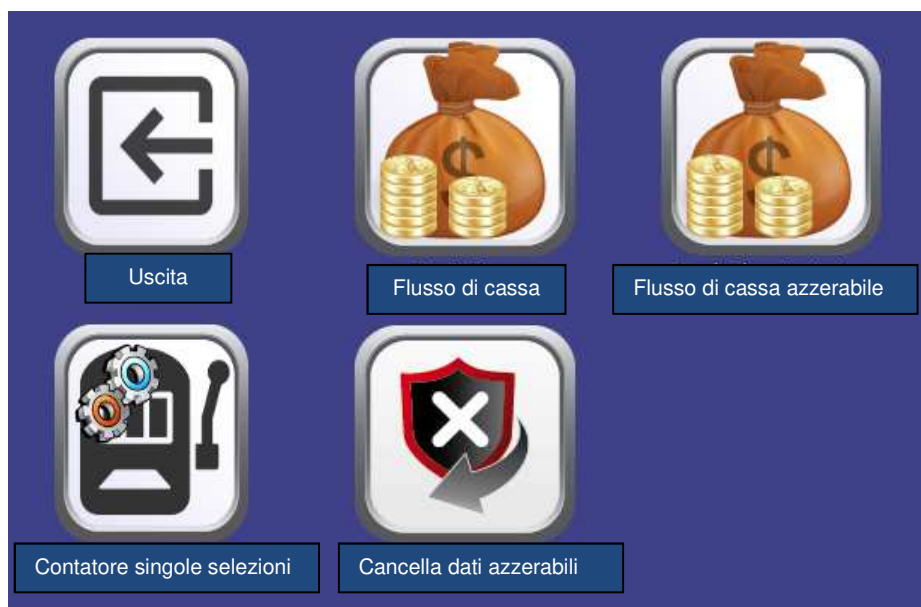 Uscita
Flusso di cassa
Flusso di cassa azzerabile
Contatore singole selezioni
Cancella dati azzerabili